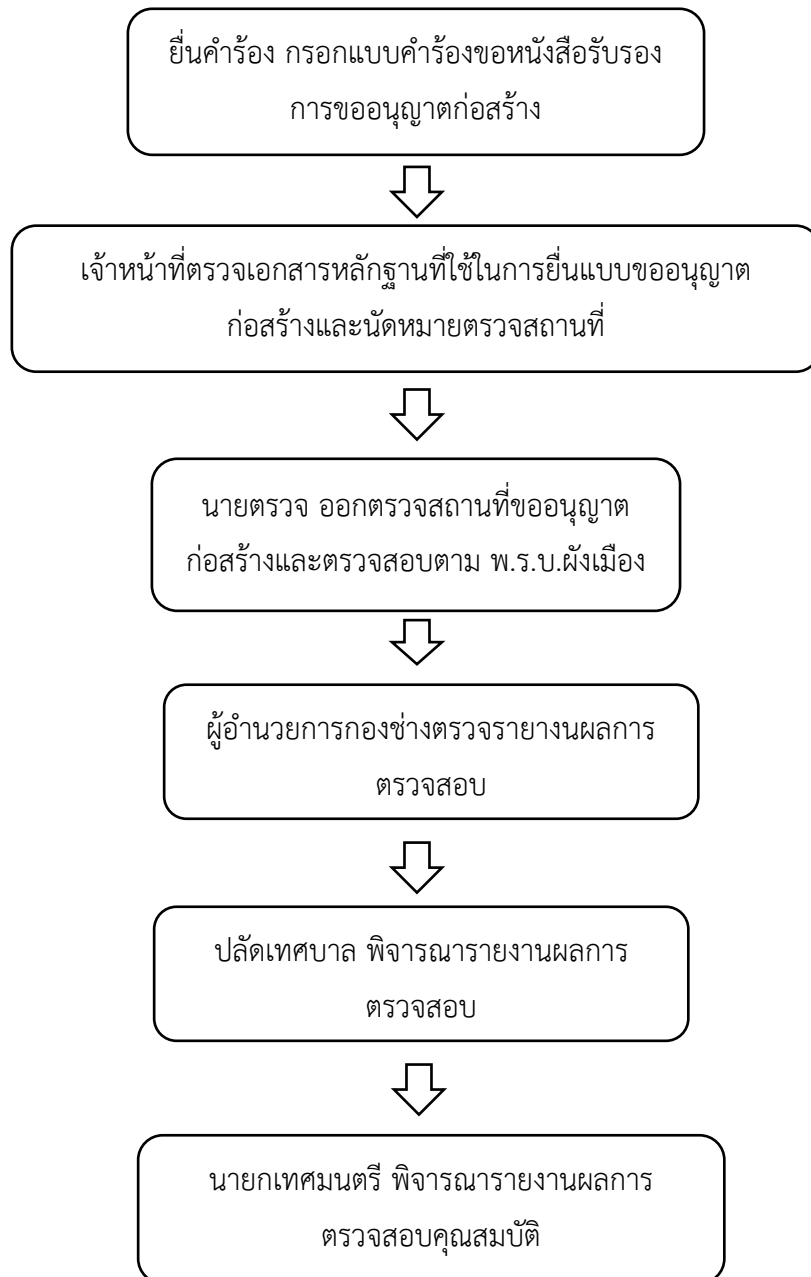 ยื่นคำร้อง กรอกแบบคำร้องขอหนังสือรับรอง
การขออนุญาตก่อสร้าง
เจ้าหน้าที่ตรวจเอกสารหลักฐานที่ใช้ในการยื่นแบบขออนุญาต
ก่อสร้างและนัดหมายตรวจสถานที่
นายตรวจ ออกตรวจสถานที่ขออนุญาต
ก่อสร้างและตรวจสอบตาม พ.ร.บ.ผังเมือง
ผู้อำนวยการกองช่างตรวจรายางนผลการ
ตรวจสอบ
ปลัดเทศบาล พิจารณารายงานผลการ
ตรวจสอบ
นายกเทศมนตรี พิจารณารายงานผลการ
ตรวจสอบคุณสมบัติ